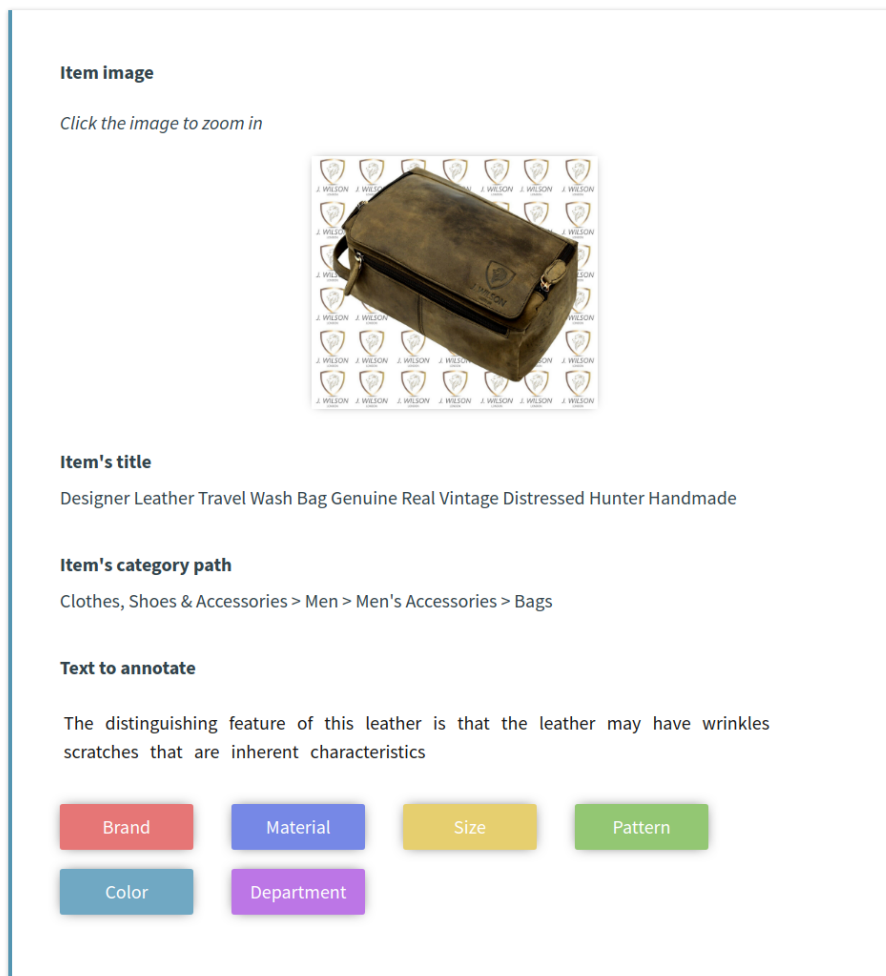 Item image
Click the image to zoom in
J. WILSON
Item's title
Designer Leather Travel Wash Bag Genuine Real Vintage Distressed Hunter Handmade
Item's category path
Clothes, Shoes & Accessories > Men > Men's Accessories > Bags
Text to annotate
The distinguishing feature of this leather is that the leather may have wrinkles
scratches that are inherent characteristics
Brand Material Size Pattern
Color Department